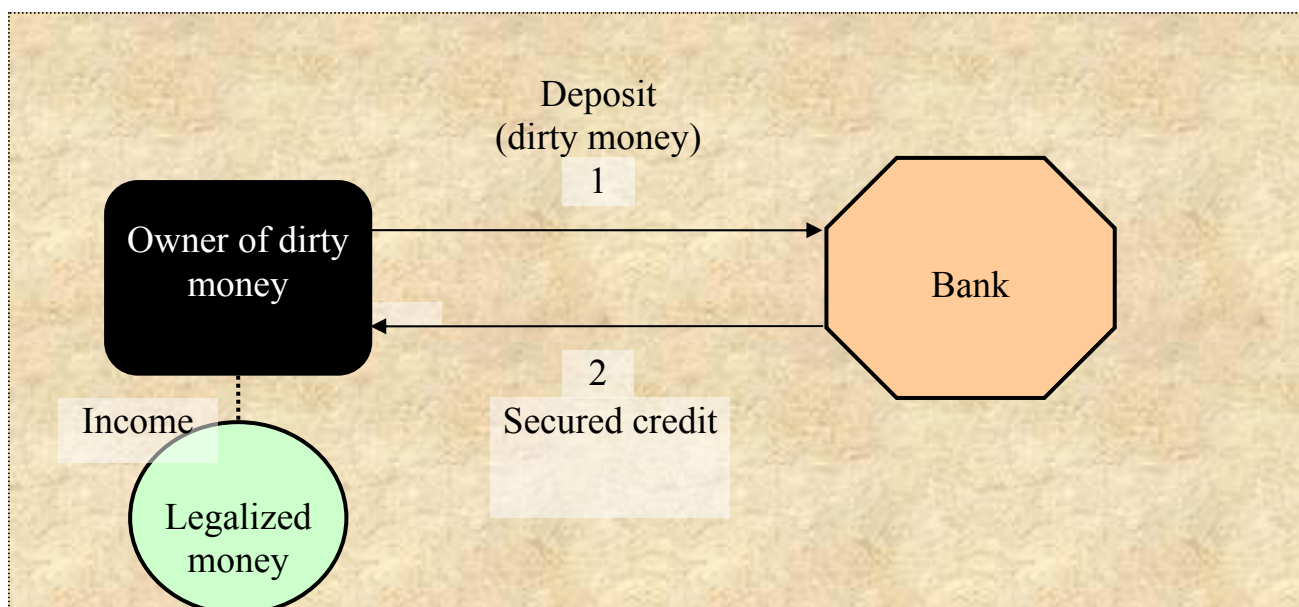 Deposit
(dirty money)
1
Owner of dirty
money
Bank
2
Secured credit
Income
Legalized
money